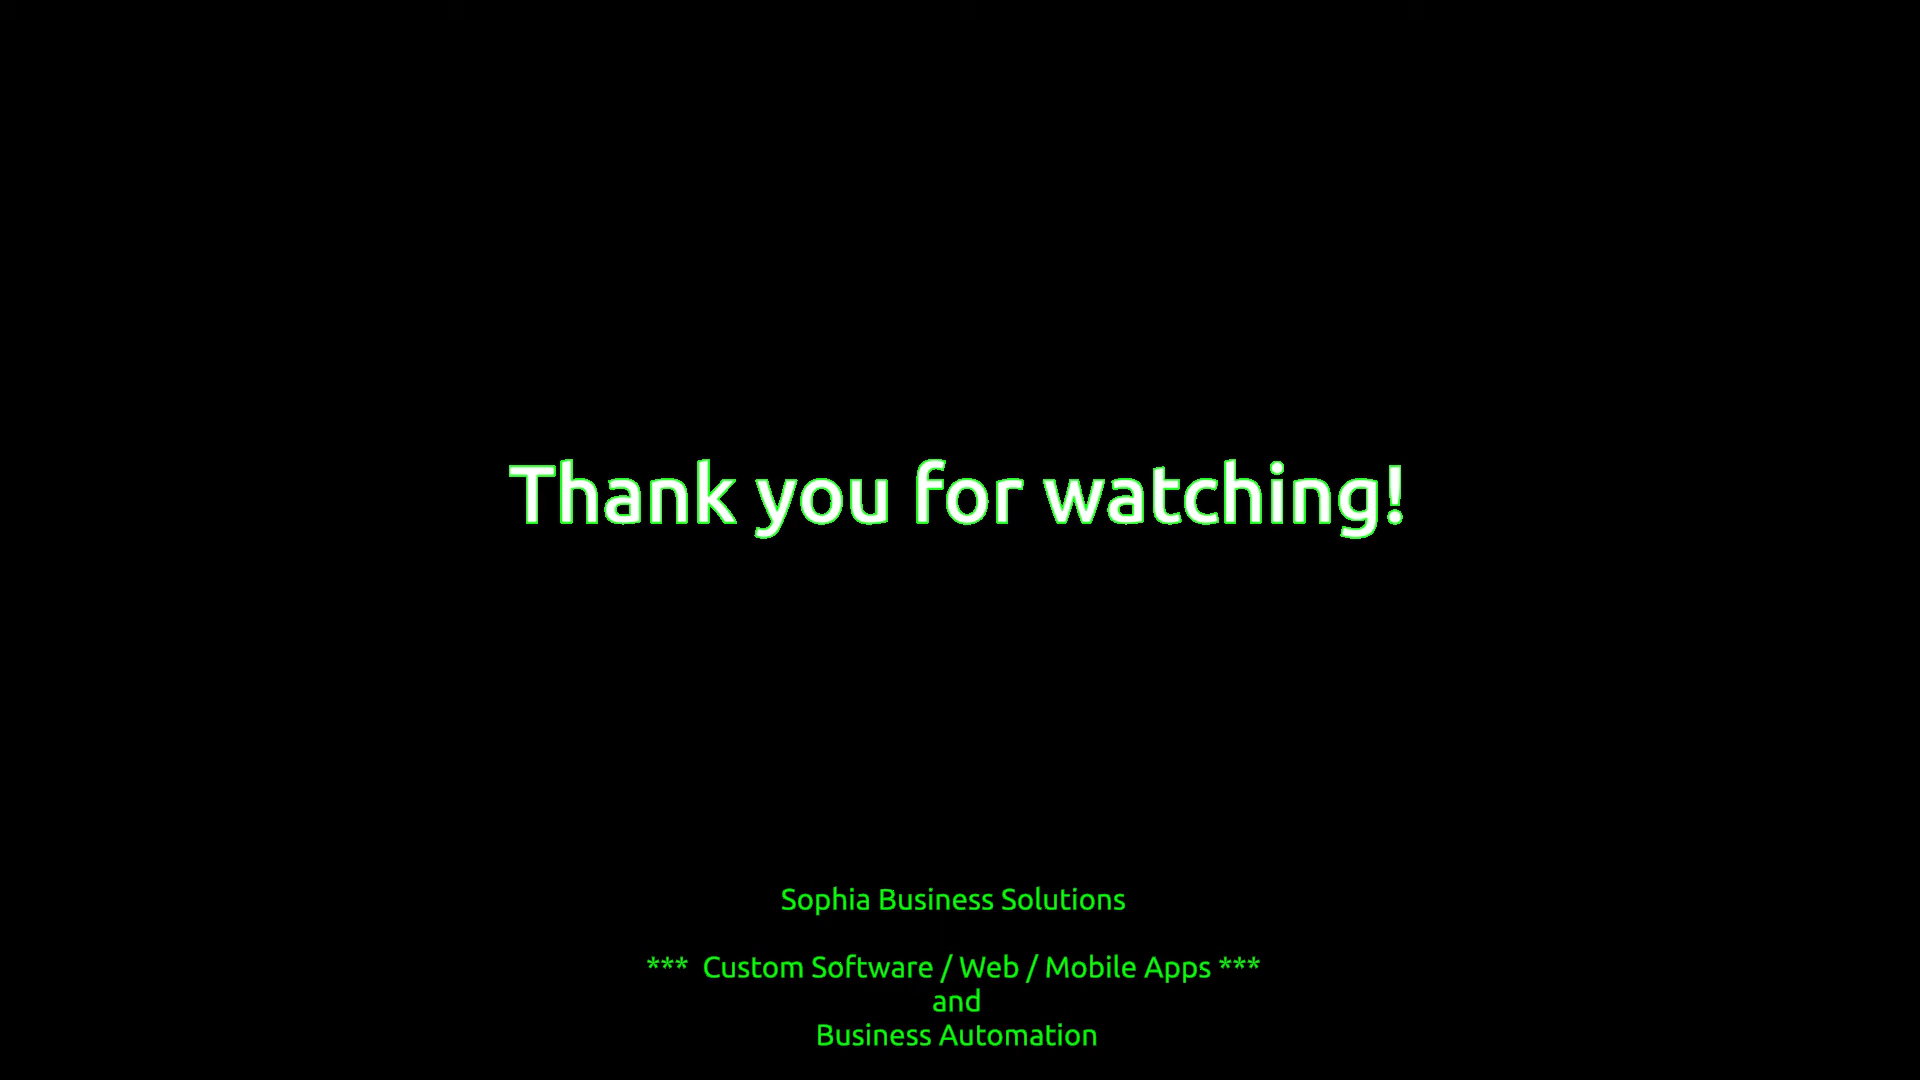 Thank you for watching!
Sophia Business Solutions
*** Custom Software / Web / Mobile Apps ***
and
Business Automation